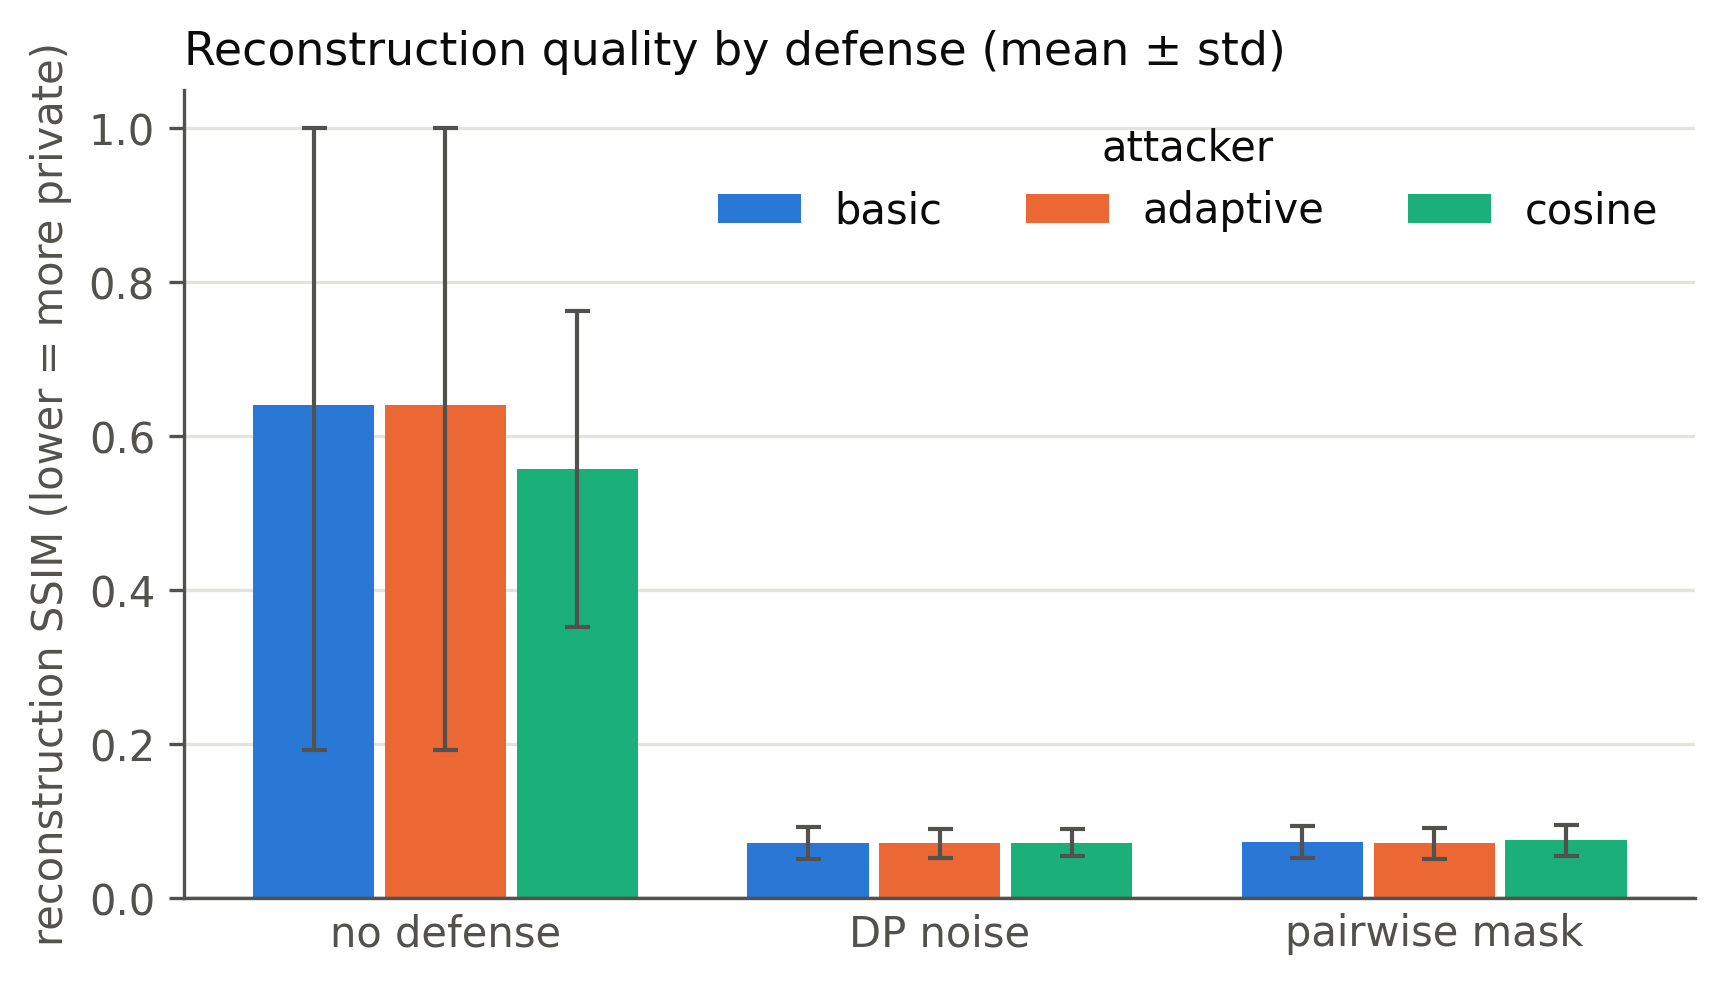 Reconstruction quality by defense (mean ± std)
reconstruction SSIM (lower = more private)
1.0
0.8
0.6
0.4
0.2
0.0
attacker
basic adaptive cosine
no defense DP noise pairwise mask